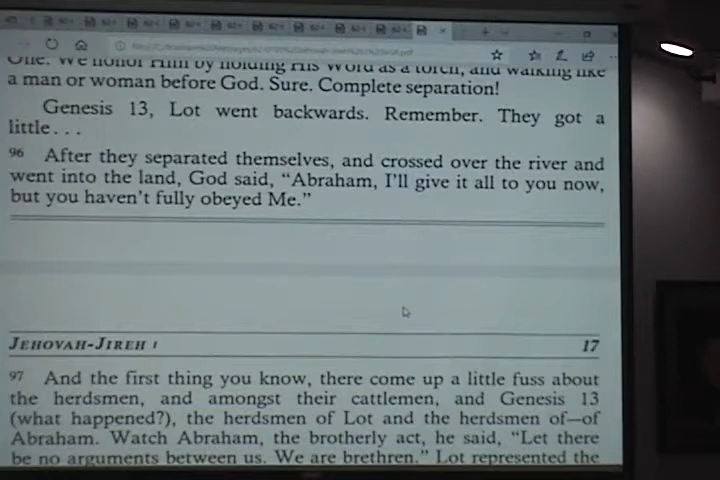 One. We honor Him by holding His Word as a torch, and walking like
a man or woman before God. Sure. Complete separation!
Genesis 13, Lot went backwards. Remember. They got a
little . . .
96 After they separated themselves, and crossed over the river and
went into the land, God said, “Abraham, I’ll give it all to you now,
but you haven’t fully obeyed Me.”
JEHOVAH-JIREH 1 17
97 And the first thing you know, there come up a little fuss about
the herdsmen, and amongst their cattlemen, and Genesis 13
(what happened?), the herdsmen of Lot and the herdsmen of—of
Abraham. Watch Abraham, the brotherly act, he said, “Let there
be no arguments between us. We are brethren.” Lot represented the